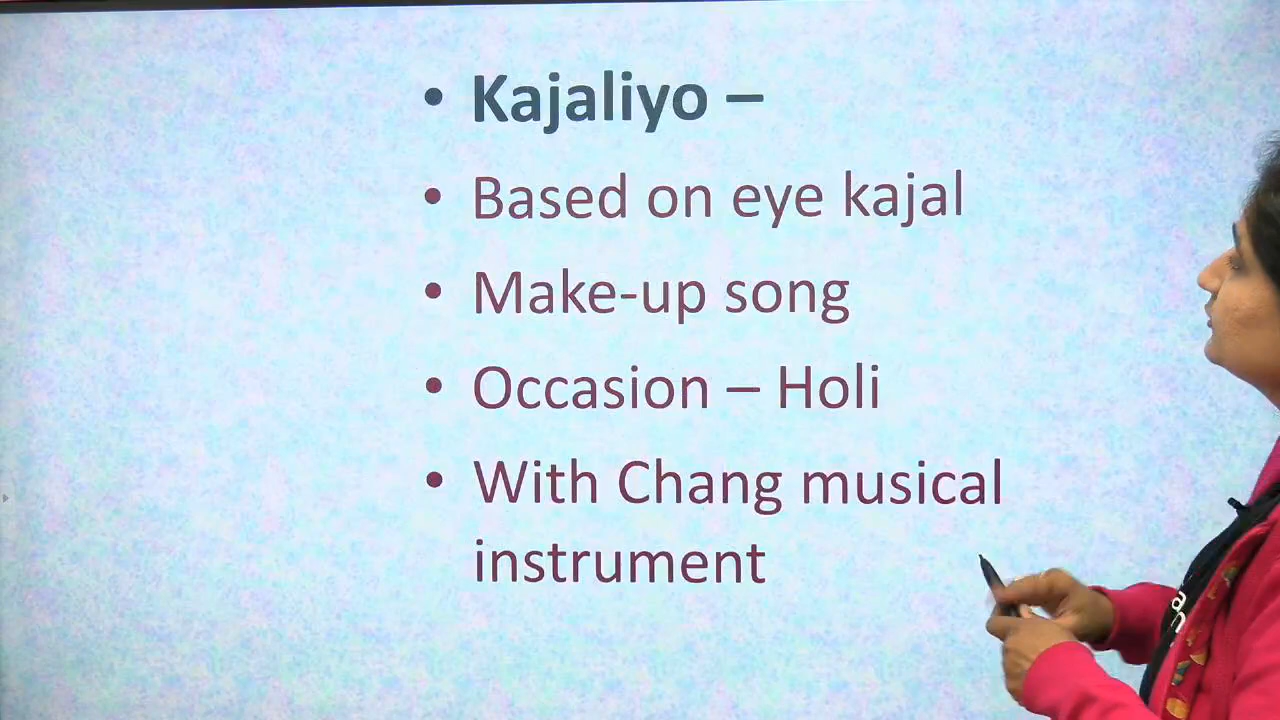 • Kajaliyo –
• Based on eye kajal
• Make-up song
• Occasion – Holi
• With Chang musical
instrument